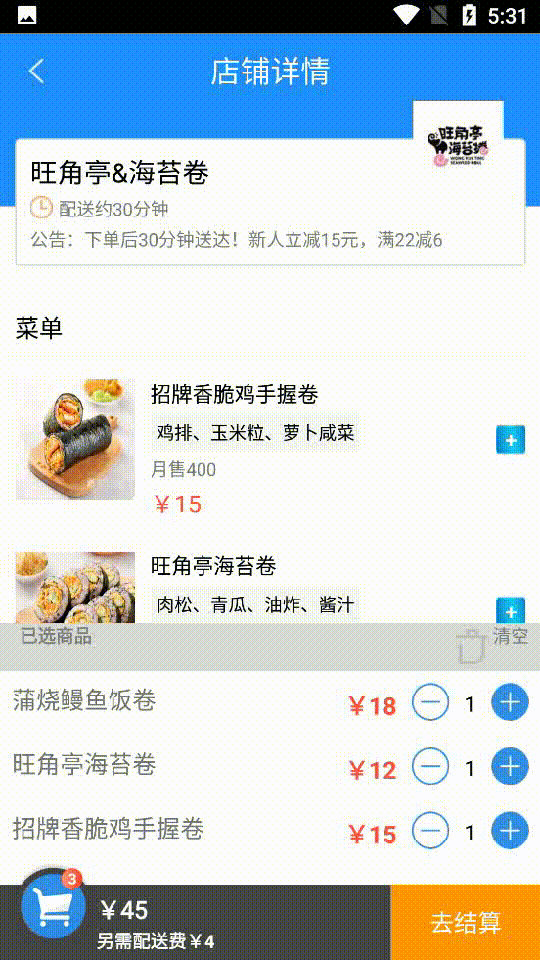 5:31
店铺详情
旺角亭
海苔卷
旺角亭&海苔卷
配送约30分钟
公告：下单后30分钟送达！新人立减15元，满22减6
菜单
招牌香脆鸡手握卷
鸡排、玉米粒、萝卜咸菜
月售400
￥15
旺角亭海苔卷
肉松、青瓜、油炸、酱汁
已选商品
清空
蒲烧鳗鱼饭卷 ￥18 1
旺角亭海苔卷 ￥12 1
招牌香脆鸡手握卷 ￥15 1
3
￥45
另需配送费￥4
去结算